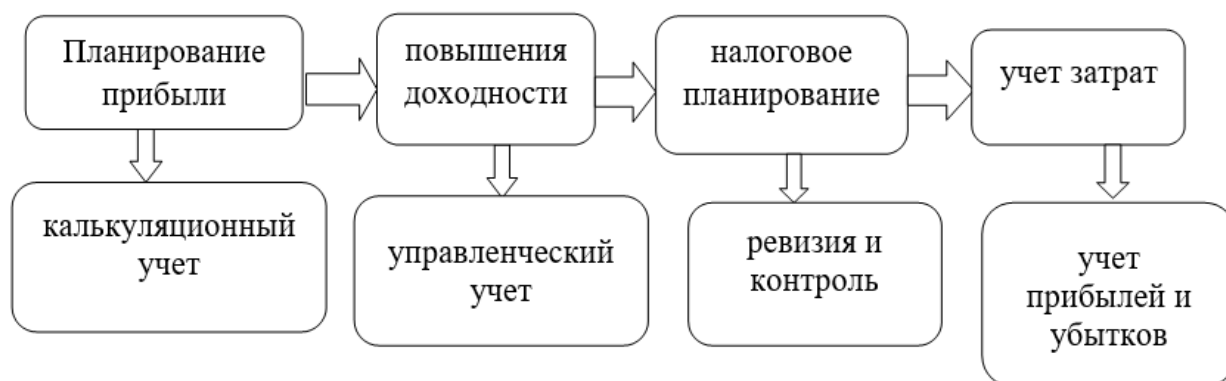 Планирование
прибыли
повышения
доходности
налоговое
планирование
учет затрат
калькуляционный
учет
управленческий
учет
ревизия и
контроль
учет
прибылей и
убытков